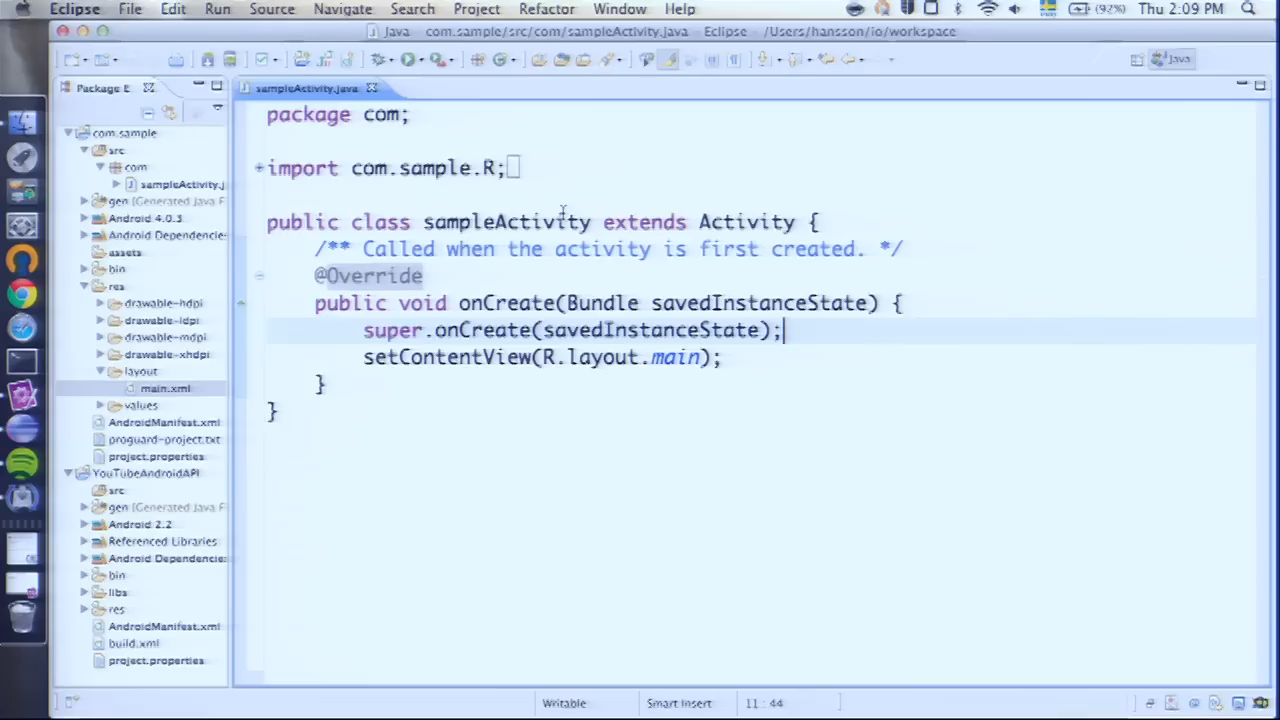 Eclipse File Edit Run Source Navigate Search Project Refactor Window Help (92%) Thu 2:09 PM
Java com.sample/src/com/sampleActivity.java – Eclipse – /Users/hansson/io/workspace
Java
Package E
sampleActivity.java
com.sample
src
com
sampleActivity.j
gen [Generated Java F
Android 4.0.3
Android Dependencie
assets
bin
res
drawable-hdpi
drawable-ldpi
drawable-mdpi
drawable-xhdpi
layout
main.xml
values
AndroidManifest.xml
proguard-project.txt
project.properties
YouTubeAndroidAPI
src
gen [Generated Java F
Android 2.2
Referenced Libraries
Android Dependencie
bin
libs
res
AndroidManifest.xml
build.xml
project.properties
package com;
import com.sample.R;
public class sampleActivity extends Activity {
/** Called when the activity is first created. */
@Override
public void onCreate(Bundle savedInstanceState) {
super.onCreate(savedInstanceState);
setContentView(R.layout.main);
}
}
Writable Smart Insert 11 : 44